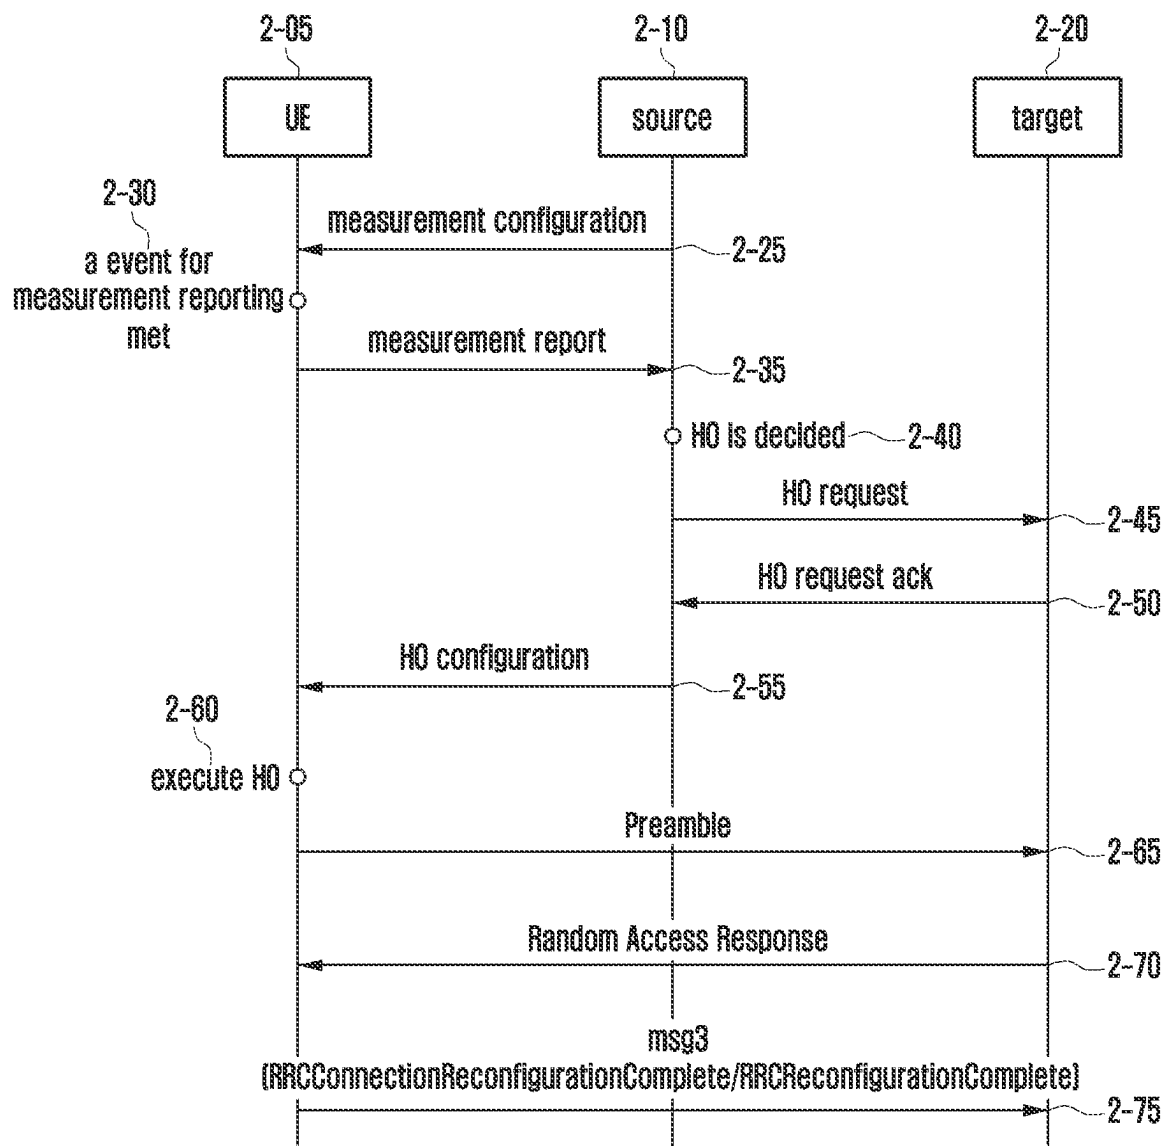 2-05
2-10
2-20
UE
source
target
2-30
measurement configuration
2-25
a event for
measurement reporting
met
measurement report
2-35
HO is decided
2-40
HO request
2-45
HO request ack
2-50
HO configuration
2-55
2-60
execute HO
Preamble
2-65
Random Access Response
2-70
msg3
(RRCConnectionReconfigurationComplete/RRCReconfigurationComplete)
2-75